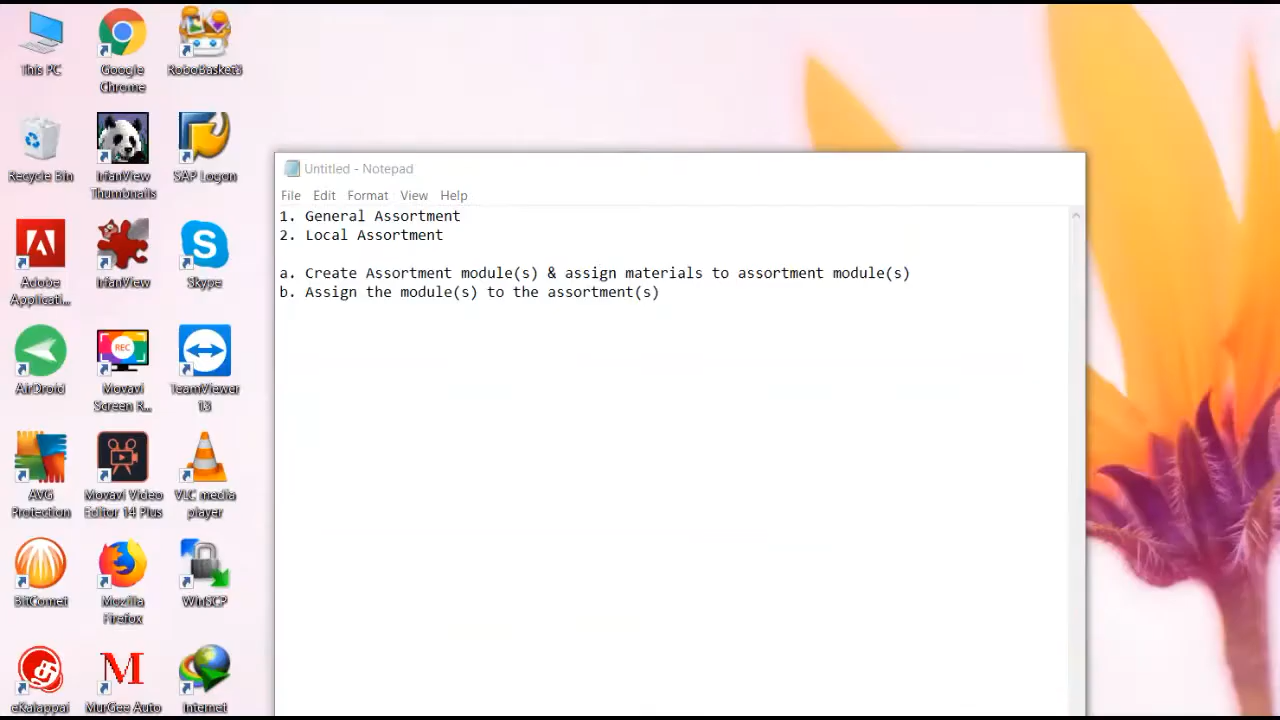 This PC
Google
Chrome
RoboBasket3
Recycle Bin
IrfanView
Thumbnails
SAP Logon
Adobe
Applicati...
IrfanView
Skype
AirDroid
Movavi
Screen R...
TeamViewer
13
AVG
Protection
Movavi Video
Editor 14 Plus
VLC media
player
BitComet
Mozilla
Firefox
WinSCP
eKalappai
MurGee Auto
Internet
REC
Untitled - Notepad
File Edit Format View Help
1. General Assortment
2. Local Assortment
a. Create Assortment module(s) & assign materials to assortment module(s)
b. Assign the module(s) to the assortment(s)